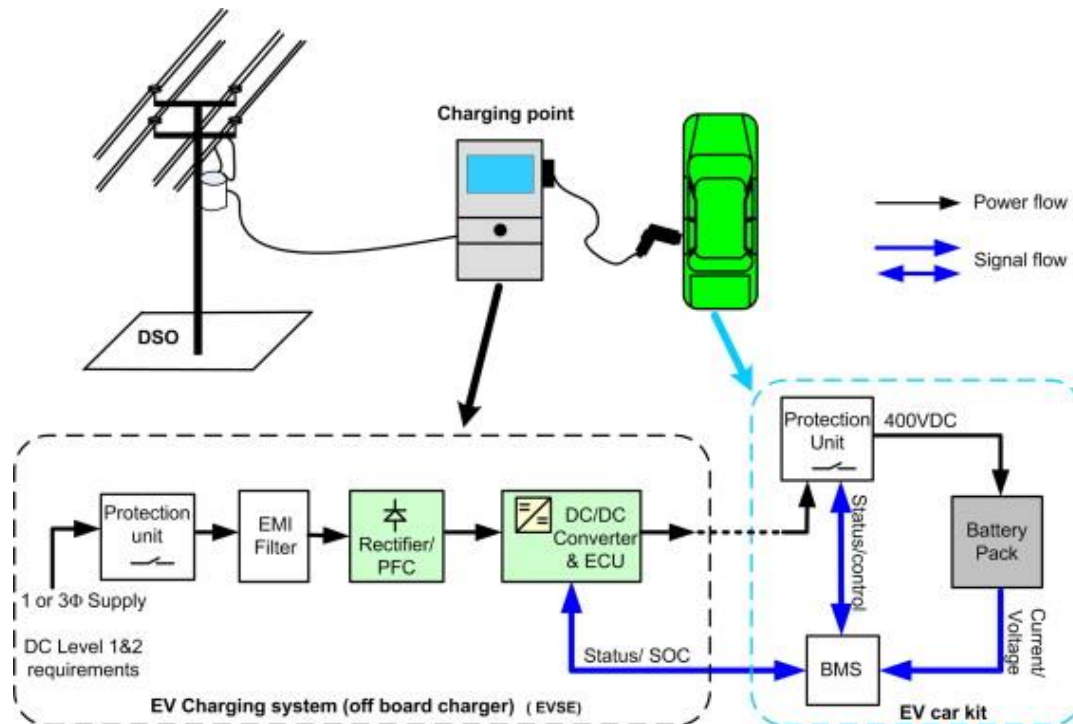 Charging point
Power flow
Signal flow
DSO
Protection
Unit
400VDC
Battery
Pack
Status/control
Current/
Voltage
BMS
EV car kit
Protection
unit
EMI
Filter
Rectifier/
PFC
DC/DC
Converter
& ECU
1 or 3Φ Supply
DC Level 1&2
requirements
Status/ SOC
EV Charging system (off board charger) ( EVSE)